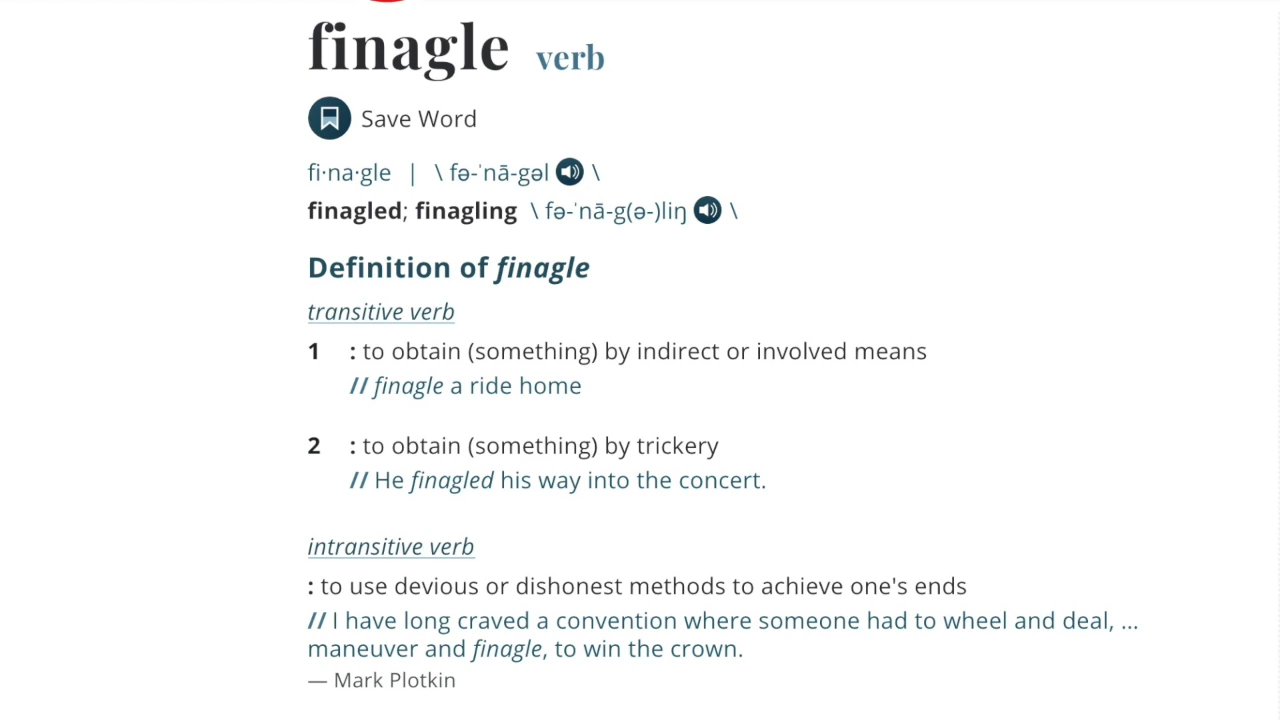 finagle verb
Save Word
fi·na·gle | \ fə-ˈnā-gəl \
finagled; finagling \ fə-ˈnā-g(ə-)liŋ \
Definition of finagle
transitive verb
1 : to obtain (something) by indirect or involved means
// finagle a ride home
2 : to obtain (something) by trickery
// He finagled his way into the concert.
intransitive verb
: to use devious or dishonest methods to achieve one's ends
// I have long craved a convention where someone had to wheel and deal, ...
maneuver and finagle, to win the crown.
— Mark Plotkin